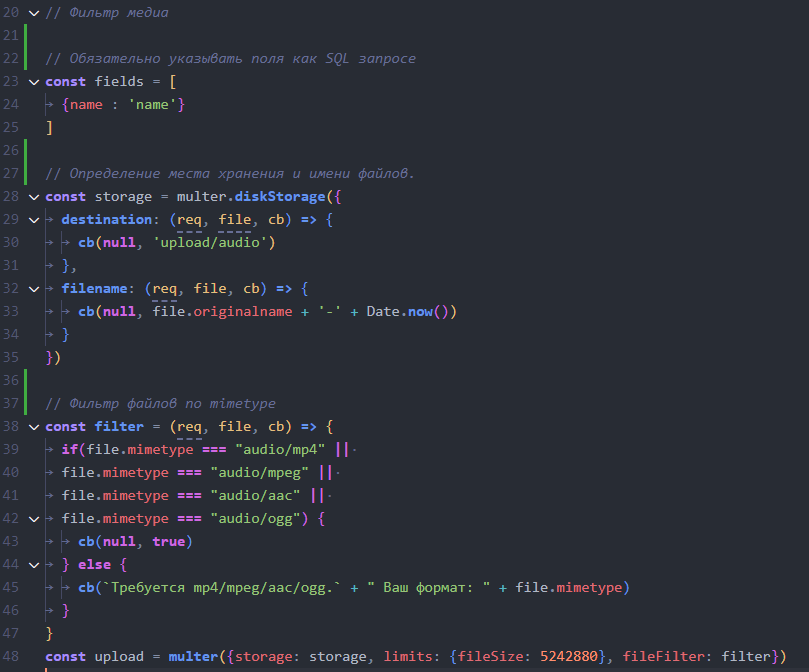 20 // Фильтр медиа
21
22 // Обязательно указывать поля как SQL запросе
23 const fields = [
24 {name : 'name'}
25 ]
26
27 // Определение места хранения и имени файлов.
28 const storage = multer.diskStorage({
29 destination: (req, file, cb) => {
30 cb(null, 'upload/audio')
31 },
32 filename: (req, file, cb) => {
33 cb(null, file.originalname + '-' + Date.now())
34 }
35 })
36
37 // Фильтр файлов по mimetype
38 const filter = (req, file, cb) => {
39 if(file.mimetype === "audio/mp4" ||
40 file.mimetype === "audio/mpeg" ||
41 file.mimetype === "audio/aac" ||
42 file.mimetype === "audio/ogg") {
43 cb(null, true)
44 } else {
45 cb(`Требуется mp4/mpeg/aac/ogg.` + " Ваш формат: " + file.mimetype)
46 }
47 }
48 const upload = multer({storage: storage, limits: {fileSize: 5242880}, fileFilter: filter})